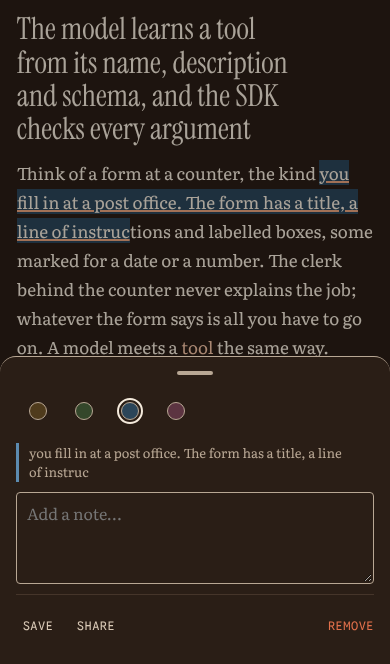 The model learns a tool
from its name, description
and schema, and the SDK
checks every argument
Think of a form at a counter, the kind you
fill in at a post office. The form has a title, a
line of instructions and labelled boxes, some
marked for a date or a number. The clerk
behind the counter never explains the job;
whatever the form says is all you have to go
on. A model meets a tool the same way.
you fill in at a post office. The form has a title, a line
of instruc
Add a note...
SAVE SHARE REMOVE